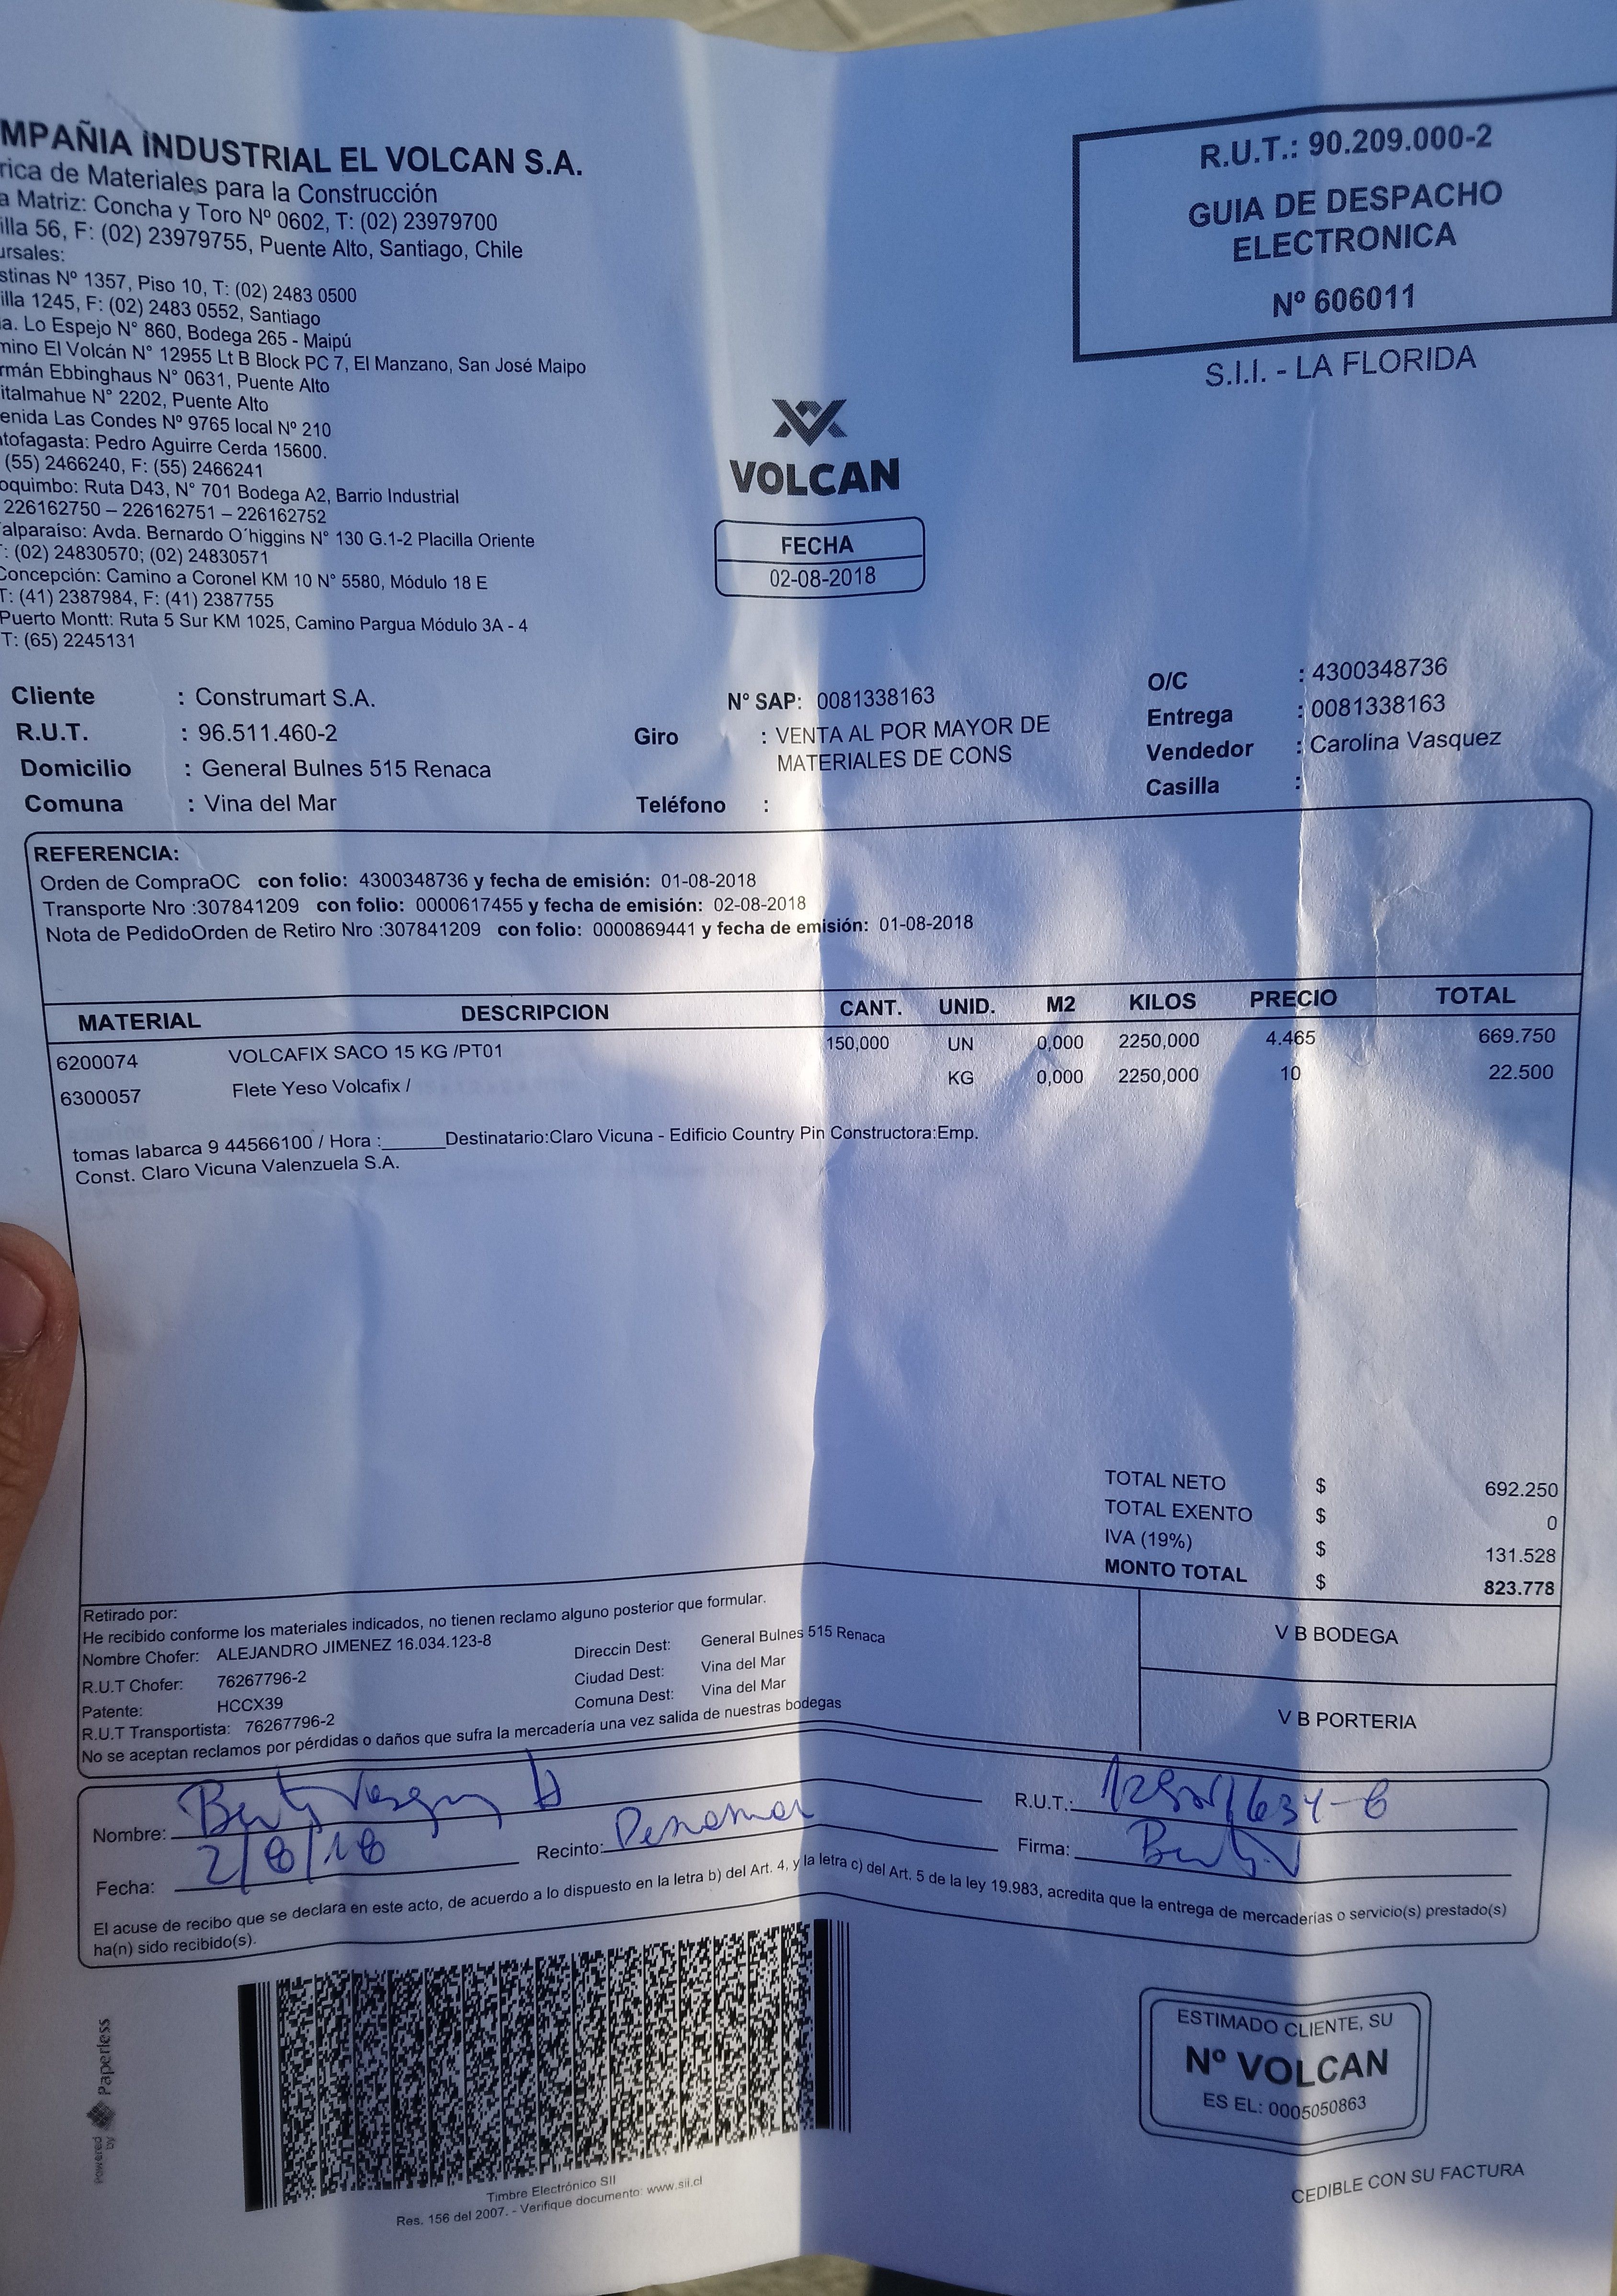 MPAÑIA INDUSTRIAL EL VOLCAN S.A.
rica de Materiales para la Construcción
a Matriz: Concha y Toro Nº 0602, T: (02) 23979700
illa 56, F: (02) 23979755, Puente Alto, Santiago, Chile
ursales:
stinas Nº 1357, Piso 10, T: (02) 2483 0500
illa 1245, F: (02) 2483 0552, Santiago
a. Lo Espejo N° 860, Bodega 265 - Maipú
mino El Volcán N° 12955 Lt B Block PC 7, El Manzano, San José Maipo
rmán Ebbinghaus N° 0631, Puente Alto
italmahue N° 2202, Puente Alto
enida Las Condes Nº 9765 local Nº 210
tofagasta: Pedro Aguirre Cerda 15600.
(55) 2466240, F: (55) 2466241
oquimbo: Ruta D43, N° 701 Bodega A2, Barrio Industrial
226162750 – 226162751 – 226162752
alparaiso: Avda. Bernardo O´higgins N° 130 G.1-2 Placilla Oriente
: (02) 24830570; (02) 24830571
Concepción: Camino a Coronel KM 10 N° 5580, Módulo 18 E
T: (41) 2387984, F: (41) 2387755
Puerto Montt: Ruta 5 Sur KM 1025, Camino Pargua Módulo 3A - 4
T: (65) 2245131
R.U.T.: 90.209.000-2
GUIA DE DESPACHO
ELECTRONICA
Nº 606011
S.I.I. - LA FLORIDA
VOLCAN
FECHA
02-08-2018
Cliente : Construmart S.A.
R.U.T. : 96.511.460-2
Domicilio : General Bulnes 515 Renaca
Comuna : Vina del Mar
N° SAP: 0081338163
Giro : VENTA AL POR MAYOR DE
MATERIALES DE CONS
Teléfono :
O/C : 4300348736
Entrega : 0081338163
Vendedor : Carolina Vasquez
Casilla :
REFERENCIA:
Orden de CompraOC con folio: 4300348736 y fecha de emisión: 01-08-2018
Transporte Nro :307841209 con folio: 0000617455 y fecha de emisión: 02-08-2018
Nota de PedidoOrden de Retiro Nro :307841209 con folio: 0000869441 y fecha de emisión: 01-08-2018
MATERIAL DESCRIPCION CANT. UNID. M2 KILOS PRECIO TOTAL
6200074 VOLCAFIX SACO 15 KG /PT01 150,000 UN 0,000 2250,000 4.465 669.750
6300057 Flete Yeso Volcafix / KG 0,000 2250,000 10 22.500
tomas labarca 9 44566100 / Hora :______Destinatario:Claro Vicuna - Edificio Country Pin Constructora:Emp.
Const. Claro Vicuna Valenzuela S.A.
TOTAL NETO $ 692.250
TOTAL EXENTO $ 0
IVA (19%) $ 131.528
MONTO TOTAL $ 823.778
Retirado por:
He recibido conforme los materiales indicados, no tienen reclamo alguno posterior que formular.
Nombre Chofer: ALEJANDRO JIMENEZ 16.034.123-8 Direccin Dest: General Bulnes 515 Renaca
R.U.T Chofer: 76267796-2 Ciudad Dest: Vina del Mar
Patente: HCCX39 Comuna Dest: Vina del Mar
R.U.T Transportista: 76267796-2
No se aceptan reclamos por pérdidas o daños que sufra la mercadería una vez salida de nuestras bodegas
V B BODEGA
V B PORTERIA
Nombre: R.U.T.:
Fecha: 2/8/18 Recinto: Firma:
El acuse de recibo que se declara en este acto, de acuerdo a lo dispuesto en la letra b) del Art. 4, y la letra c) del Art. 5 de la ley 19.983, acredita que la entrega de mercaderías o servicio(s) prestado(s)
ha(n) sido recibido(s).
Powered by Paperless
Timbre Electrónico SII
Res. 156 del 2007. - Verifique documento: www.sii.cl
ESTIMADO CLIENTE, SU
Nº VOLCAN
ES EL: 0005050863
CEDIBLE CON SU FACTURA